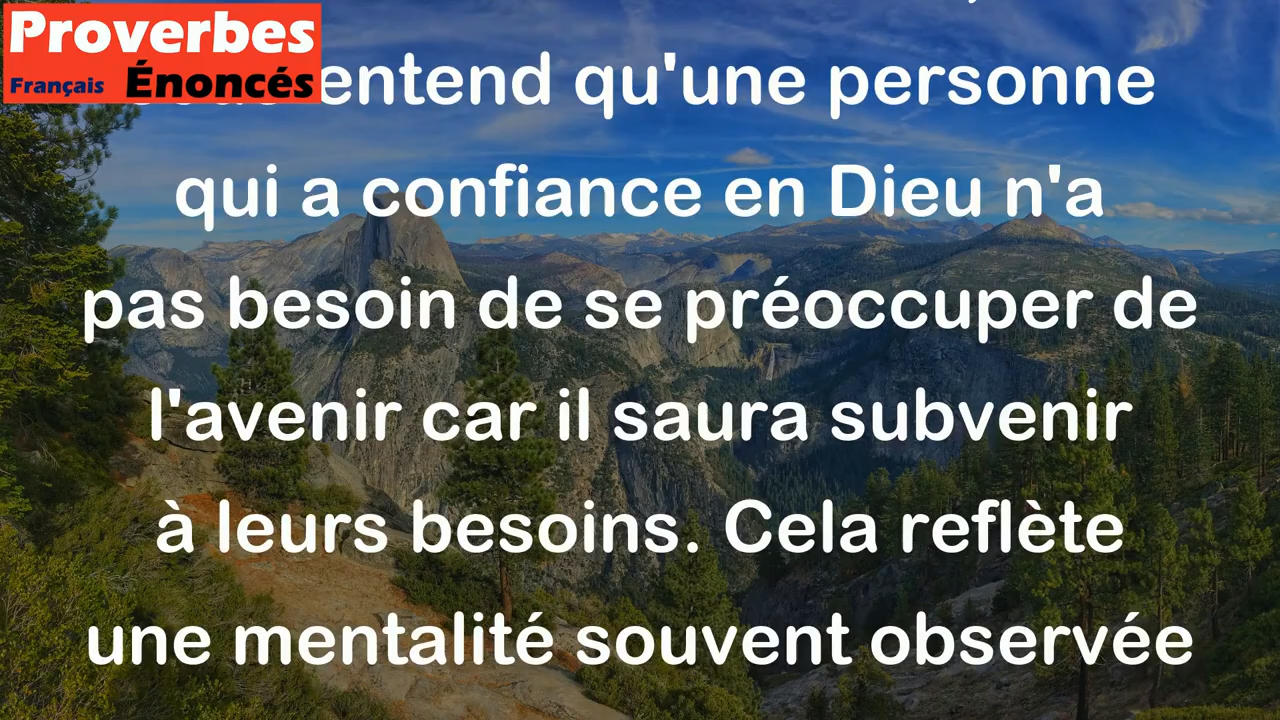 Proverbes
Français Énoncés
entend qu'une personne
qui a confiance en Dieu n'a
pas besoin de se préoccuper de
l'avenir car il saura subvenir
à leurs besoins. Cela reflète
une mentalité souvent observée